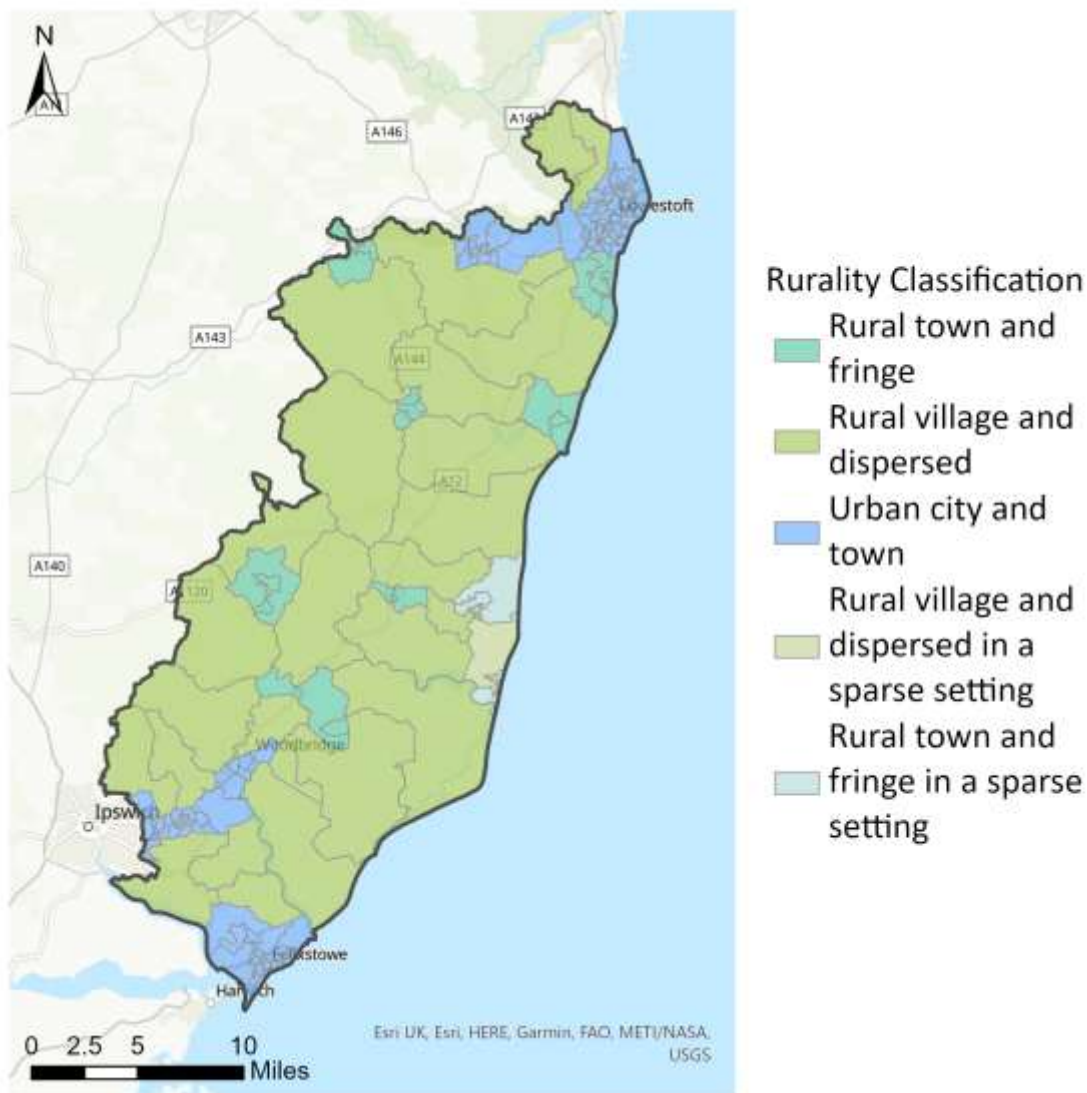 N
A11
A146
A143
Lowestoft
Rurality Classification
Rural town and
fringe
A143
A144
Rural village and
dispersed
A12
Urban city and
town
A140
A1120
Rural village and
dispersed in a
sparse setting
Woodbridge
Rural town and
fringe in a sparse
setting
Ipswich
Felixstowe
Harwich
0 2.5 5 10
Miles
Esri UK, Esri, HERE, Garmin, FAO, METI/NASA,
USGS